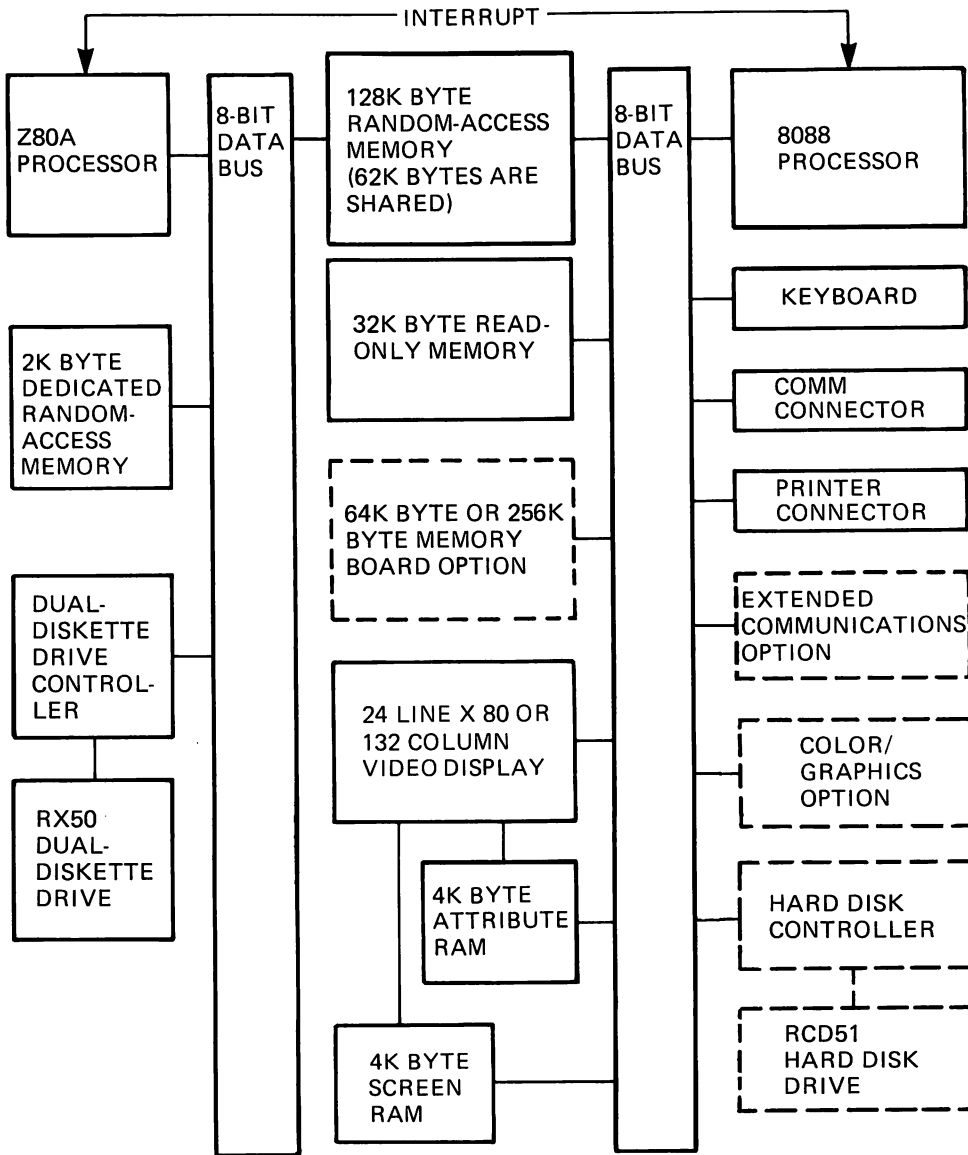 INTERRUPT
Z80A
PROCESSOR
8-BIT
DATA
BUS
128K BYTE
RANDOM-ACCESS
MEMORY
(62K BYTES ARE
SHARED)
8-BIT
DATA
BUS
8088
PROCESSOR
2K BYTE
DEDICATED
RANDOM-
ACCESS
MEMORY
32K BYTE READ-
ONLY MEMORY
KEYBOARD
COMM
CONNECTOR
64K BYTE OR 256K
BYTE MEMORY
BOARD OPTION
PRINTER
CONNECTOR
DUAL-
DISKETTE
DRIVE
CONTROL-
LER
EXTENDED
COMMUNICATIONS
OPTION
24 LINE X 80 OR
132 COLUMN
VIDEO DISPLAY
COLOR/
GRAPHICS
OPTION
RX50
DUAL-
DISKETTE
DRIVE
4K BYTE
ATTRIBUTE
RAM
HARD DISK
CONTROLLER
4K BYTE
SCREEN
RAM
RCD51
HARD DISK
DRIVE